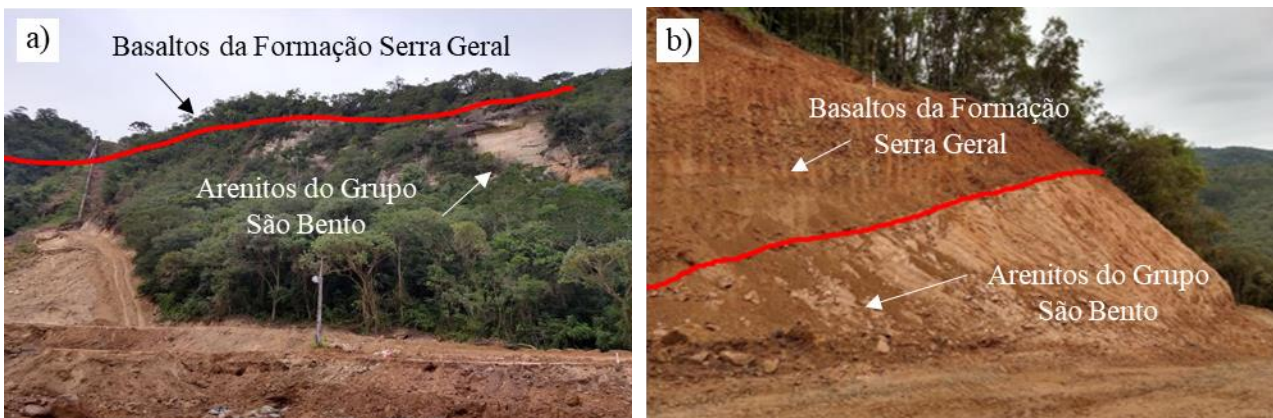 a)
Basaltos da Formação Serra Geral
Arenitos do Grupo
São Bento
b)
Basaltos da Formação
Serra Geral
Arenitos do Grupo
São Bento